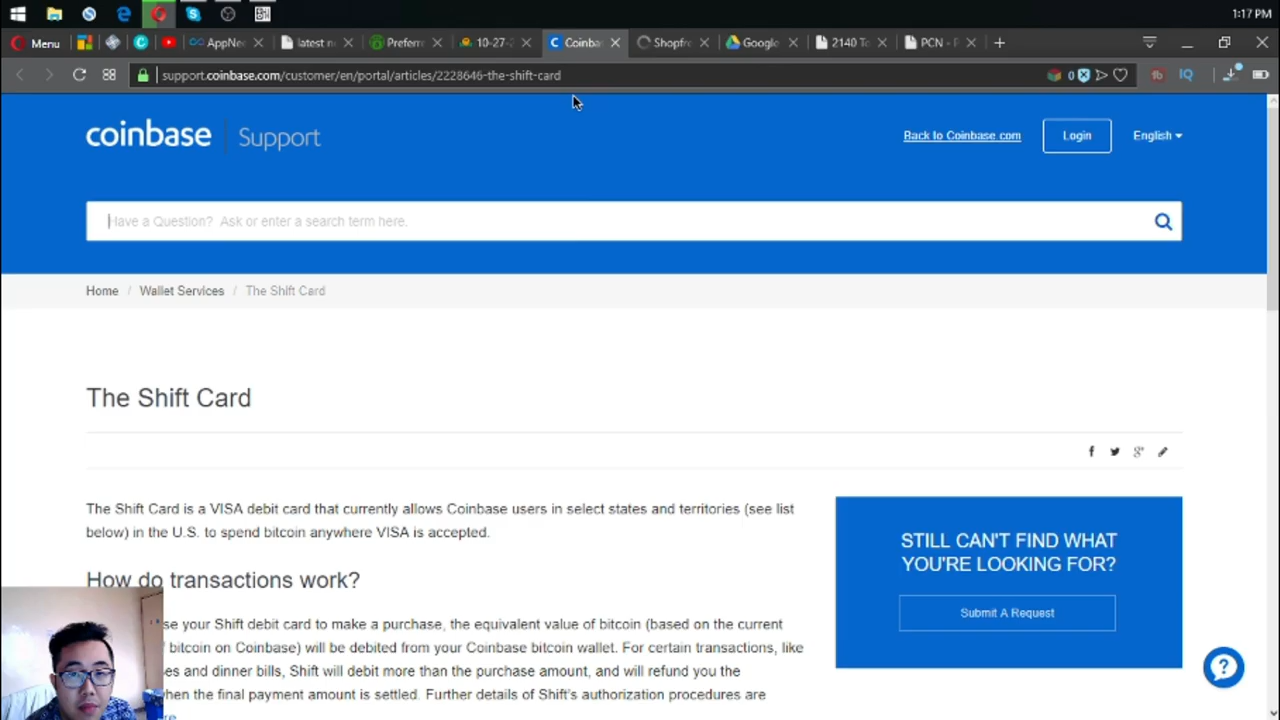 1:17 PM
Menu
AppNe
latest n
Preferr
10-27-2
Coinba
Shopfr
Google
2140 To
PCN - F
support.coinbase.com/customer/en/portal/articles/2228646-the-shift-card
0
IQ
coinbase
Support
Back to Coinbase.com
Login
English
Have a Question? Ask or enter a search term here.
Home / Wallet Services / The Shift Card
The Shift Card
The Shift Card is a VISA debit card that currently allows Coinbase users in select states and territories (see list
below) in the U.S. to spend bitcoin anywhere VISA is accepted.
How do transactions work?
se your Shift debit card to make a purchase, the equivalent value of bitcoin (based on the current
bitcoin on Coinbase) will be debited from your Coinbase bitcoin wallet. For certain transactions, like
es and dinner bills, Shift will debit more than the purchase amount, and will refund you the
hen the final payment amount is settled. Further details of Shift's authorization procedures are
re
STILL CAN'T FIND WHAT
YOU'RE LOOKING FOR?
Submit A Request